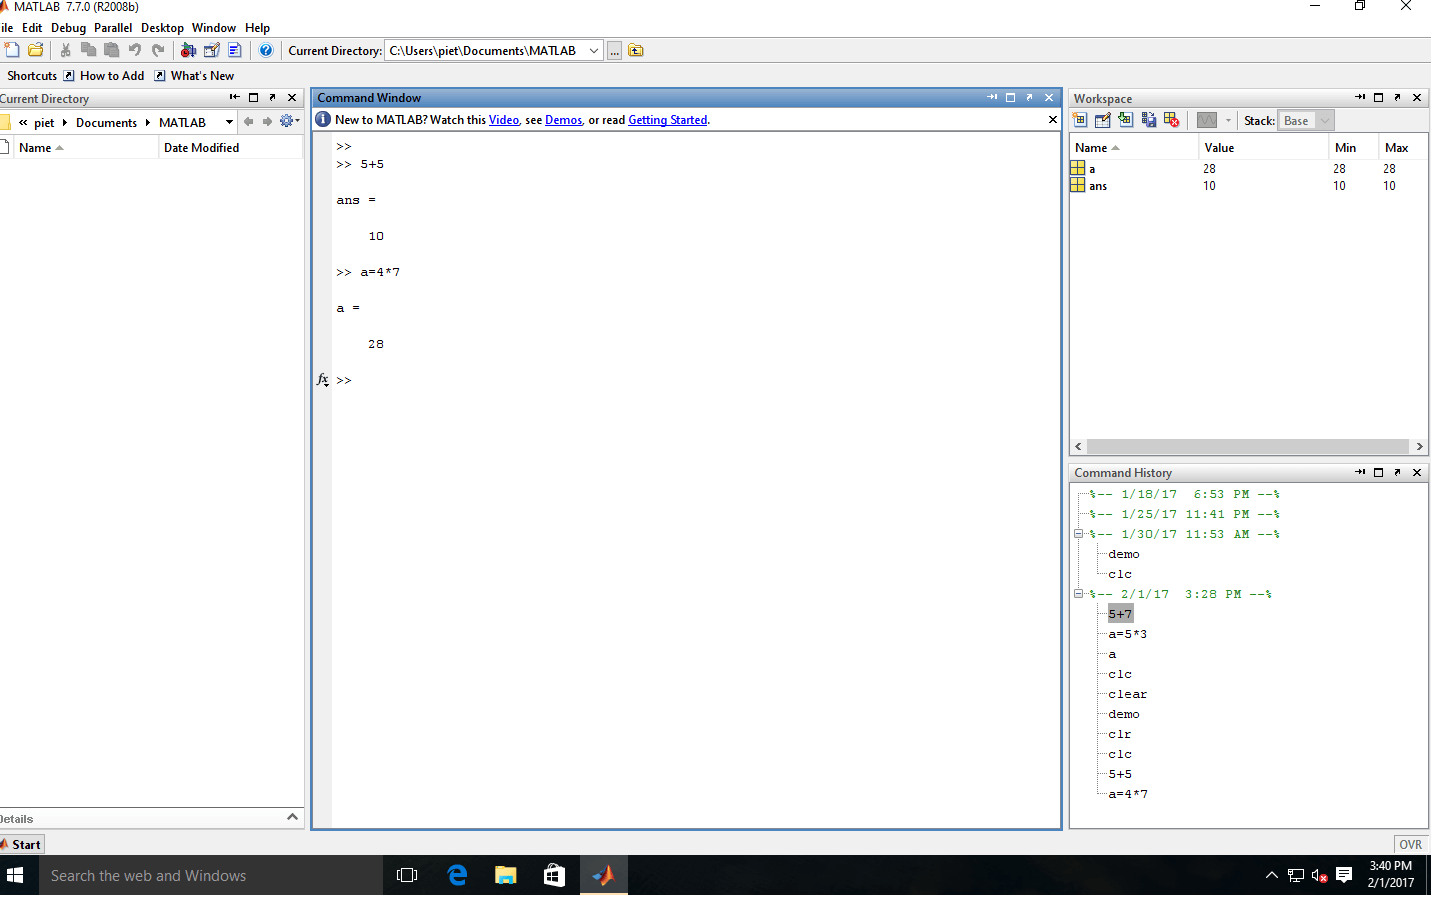 MATLAB 7.7.0 (R2008b)
ile Edit Debug Parallel Desktop Window Help
Current Directory: C:\Users\piet\Documents\MATLAB ...
Shortcuts How to Add What's New
Current Directory
« piet Documents MATLAB
Name Date Modified
Details
Command Window
New to MATLAB? Watch this Video, see Demos, or read Getting Started.
>>
>> 5+5
ans =
10
>> a=4*7
a =
28
fx >>
Workspace
Stack: Base
Name Value Min Max
a 28 28 28
ans 10 10 10
Command History
%-- 1/18/17 6:53 PM --%
%-- 1/25/17 11:41 PM --%
%-- 1/30/17 11:53 AM --%
demo
clc
%-- 2/1/17 3:28 PM --%
5+7
a=5*3
a
clc
clear
demo
clr
clc
5+5
a=4*7
Start
OVR
Search the web and Windows
3:40 PM
2/1/2017